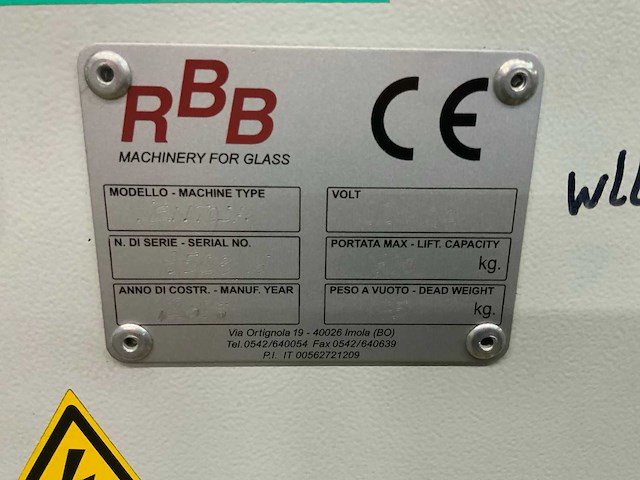 RBB
CE
MACHINERY FOR GLASS
MODELLO - MACHINE TYPE
VOLT
N. DI SERIE - SERIAL NO.
PORTATA MAX - LIFT. CAPACITY
kg.
ANNO DI COSTR. - MANUF. YEAR
PESO A VUOTO - DEAD WEIGHT
kg.
Via Ortignola 19 - 40026 Imola (BO)
Tel.0542/640054 Fax 0542/640639
P.I. IT 00562721209
WLL